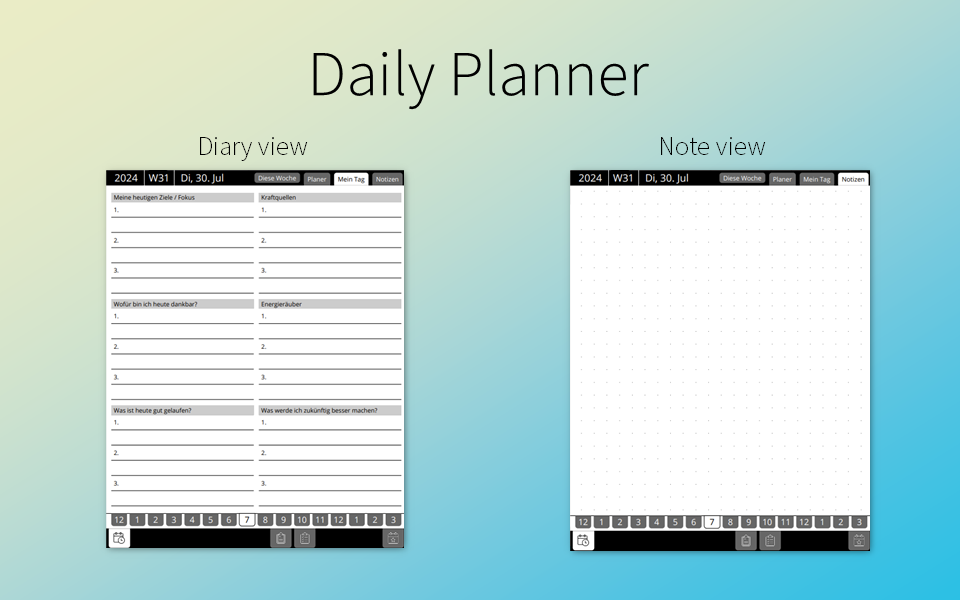 Daily Planner
Diary view
2024 W31 Di, 30. Jul Diese Woche Planer Mein Tag Notizen
Meine heutigen Ziele / Fokus
1.
2.
3.
Kraftquellen
1.
2.
3.
Wofür bin ich heute dankbar?
1.
2.
3.
Energieräuber
1.
2.
3.
Was ist heute gut gelaufen?
1.
2.
3.
Was werde ich zukünftig besser machen?
1.
2.
3.
12 1 2 3 4 5 6 7 8 9 10 11 12 1 2 3
Note view
2024 W31 Di, 30. Jul Diese Woche Planer Mein Tag Notizen
12 1 2 3 4 5 6 7 8 9 10 11 12 1 2 3